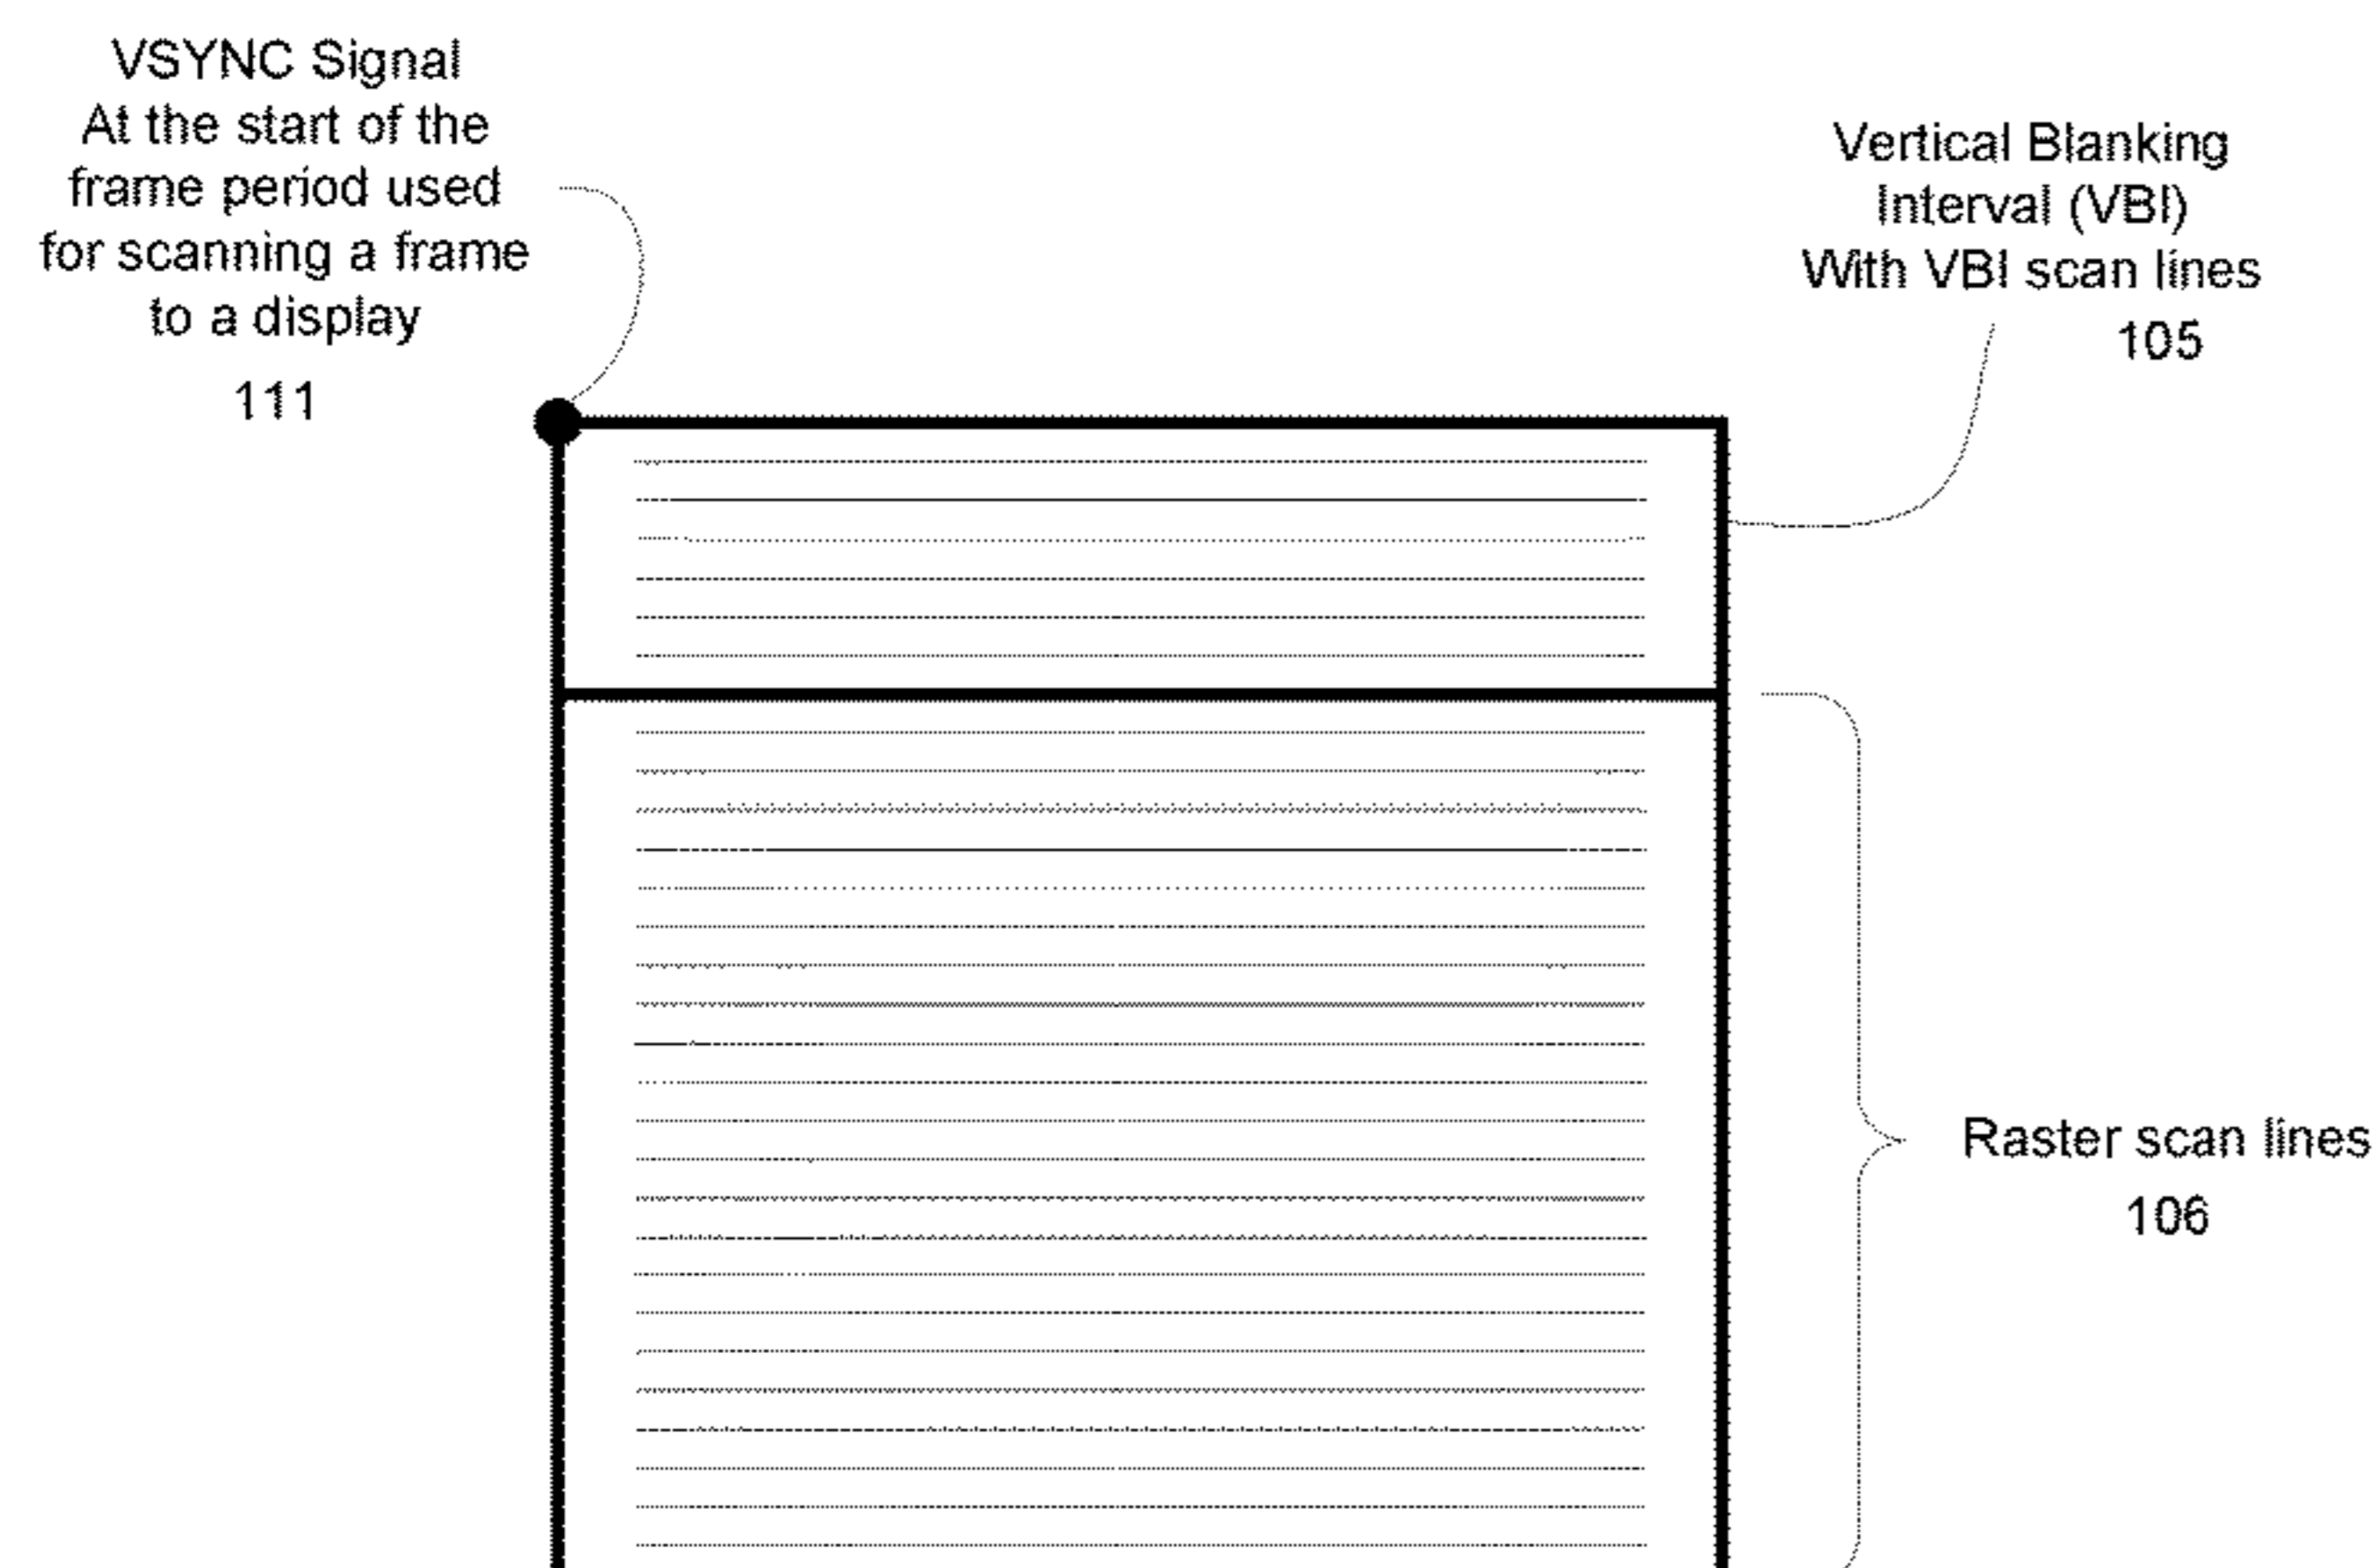 VSYNC Signal
At the start of the
frame period used
for scanning a frame
to a display
111
Vertical Blanking
Interval (VBI)
With VBI scan lines
105
Raster scan lines
106